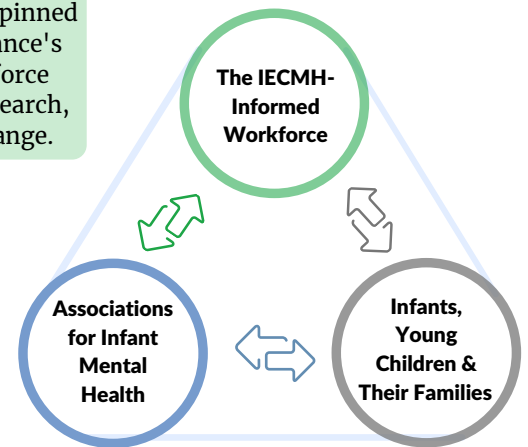 pinned
ance's
force
earch,
ange.
The IECMH-
Informed
Workforce
Associations
for Infant
Mental
Health
Infants,
Young
Children &
Their Families